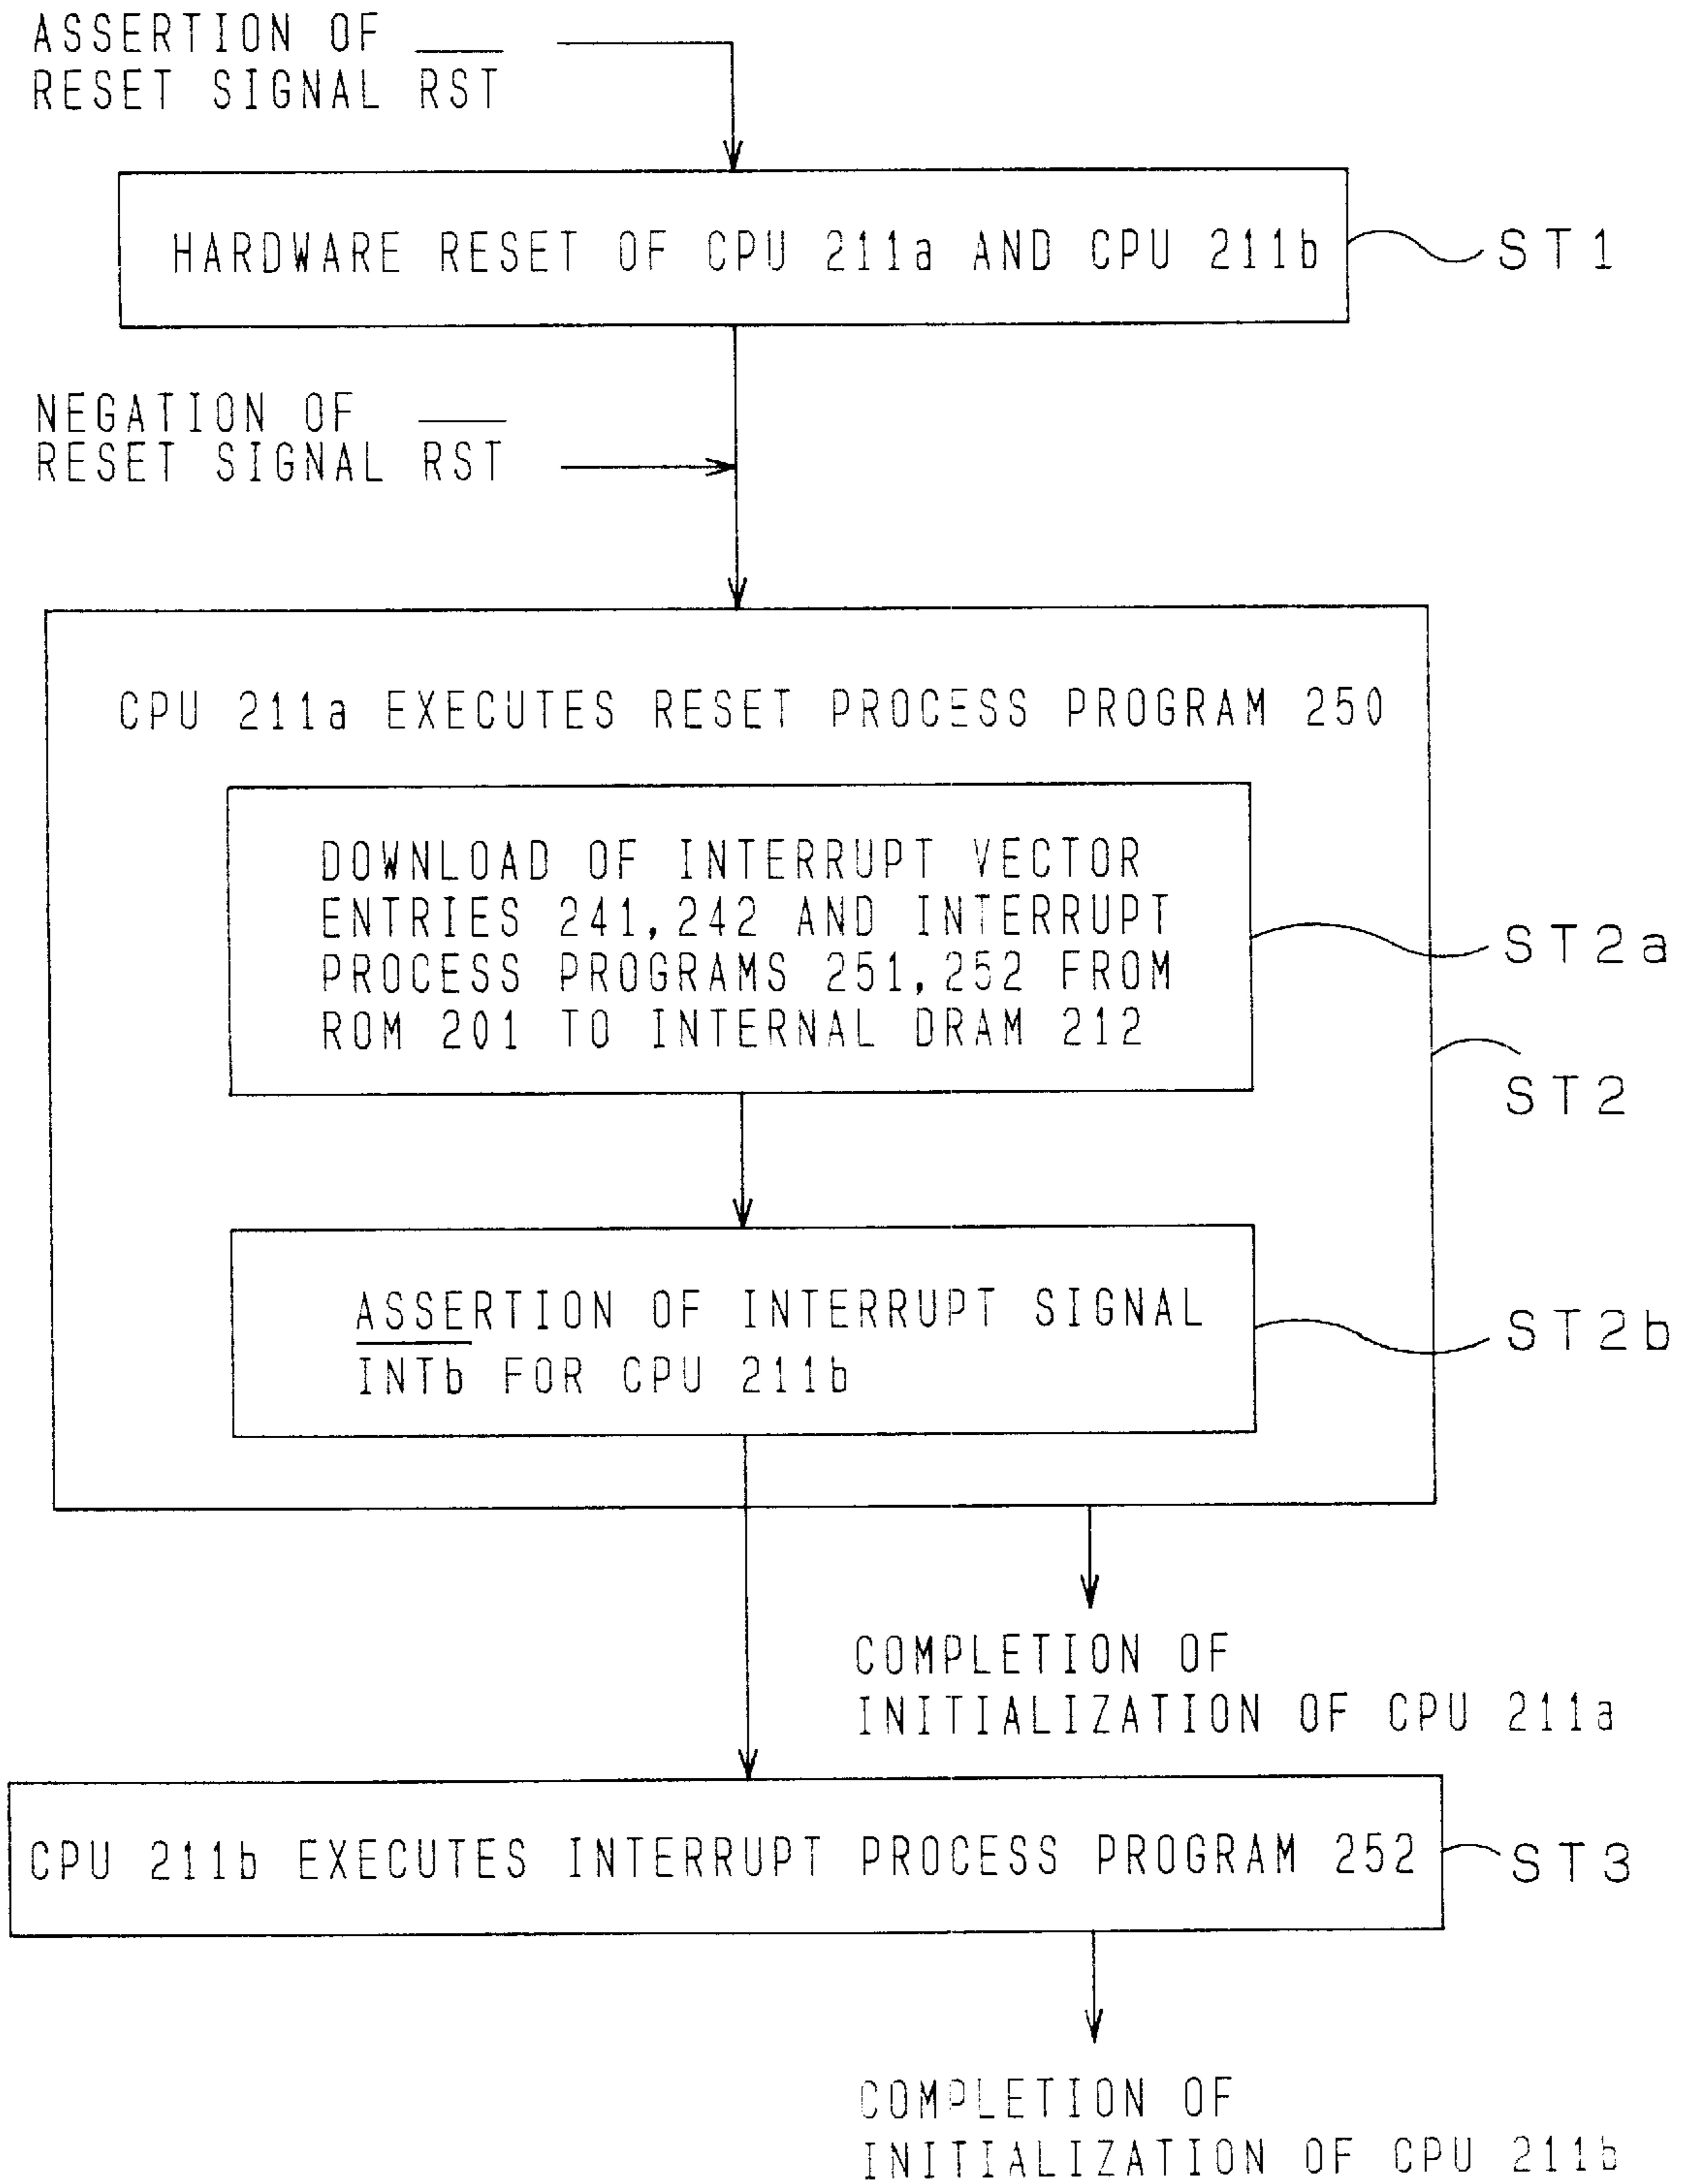 ASSERTION OF
RESET SIGNAL R̅S̅T̅
HARDWARE RESET OF CPU 211a AND CPU 211b
ST1
NEGATION OF
RESET SIGNAL R̅S̅T̅
CPU 211a EXECUTES RESET PROCESS PROGRAM 250
DOWNLOAD OF INTERRUPT VECTOR
ENTRIES 241,242 AND INTERRUPT
PROCESS PROGRAMS 251,252 FROM
ROM 201 TO INTERNAL DRAM 212
ST2a
ST2
ASSERTION OF INTERRUPT SIGNAL
I̅N̅T̅b̅ FOR CPU 211b
ST2b
COMPLETION OF
INITIALIZATION OF CPU 211a
CPU 211b EXECUTES INTERRUPT PROCESS PROGRAM 252
ST3
COMPLETION OF
INITIALIZATION OF CPU 211b